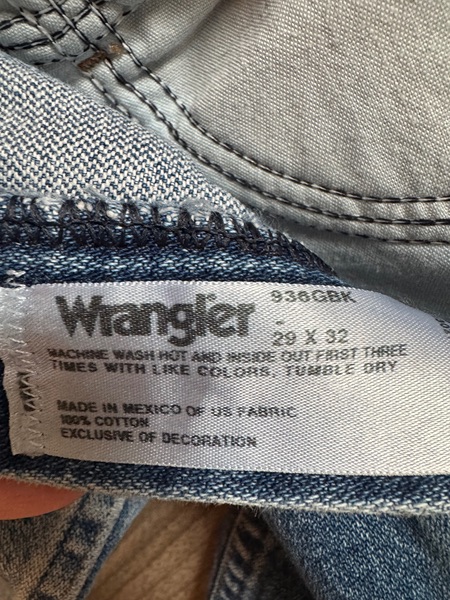 Wrangler
936GBK
29 X 32
MACHINE WASH HOT AND INSIDE OUT FIRST THREE
TIMES WITH LIKE COLORS. TUMBLE DRY
MADE IN MEXICO OF US FABRIC
100% COTTON
EXCLUSIVE OF DECORATION